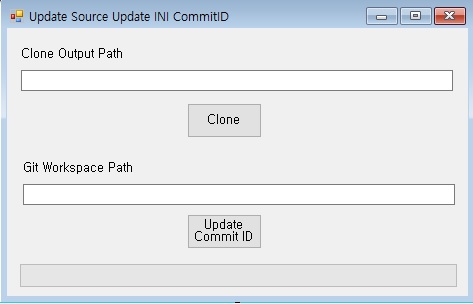 Update Source Update INI CommitID
Clone Output Path
Clone
Git Workspace Path
Update
Commit ID